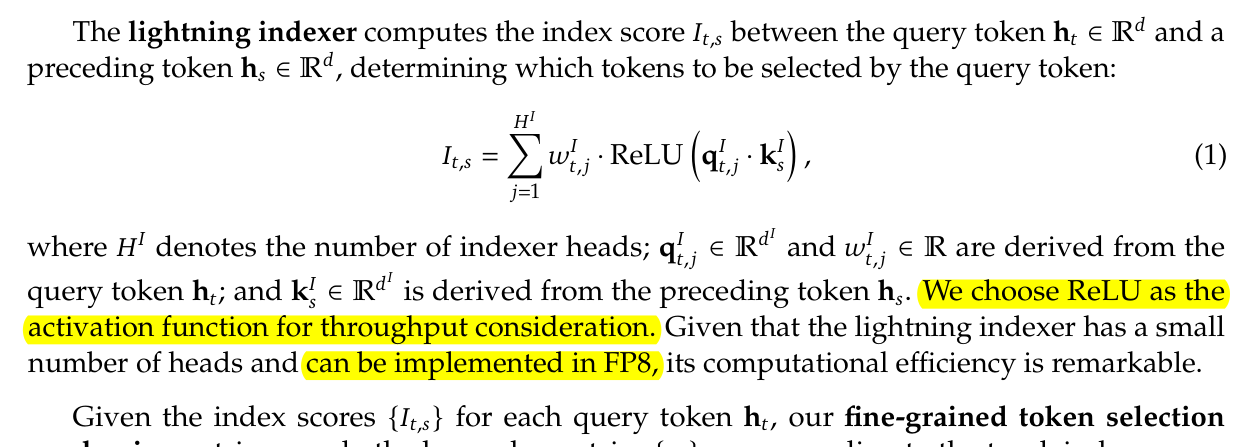 The lightning indexer computes the index score I_{t,s} between the query token h_t ∈ ℝ^d and a
preceding token h_s ∈ ℝ^d, determining which tokens to be selected by the query token:
I_{t,s} = ∑_{j=1}^{H^I} w^I_{t,j} · ReLU (q^I_{t,j} · k^I_s), (1)
where H^I denotes the number of indexer heads; q^I_{t,j} ∈ ℝ^{d^I} and w^I_{t,j} ∈ ℝ are derived from the
query token h_t; and k^I_s ∈ ℝ^{d^I} is derived from the preceding token h_s. We choose ReLU as the
activation function for throughput consideration. Given that the lightning indexer has a small
number of heads and can be implemented in FP8, its computational efficiency is remarkable.
Given the index scores {I_{t,s}} for each query token h_t, our fine-grained token selection